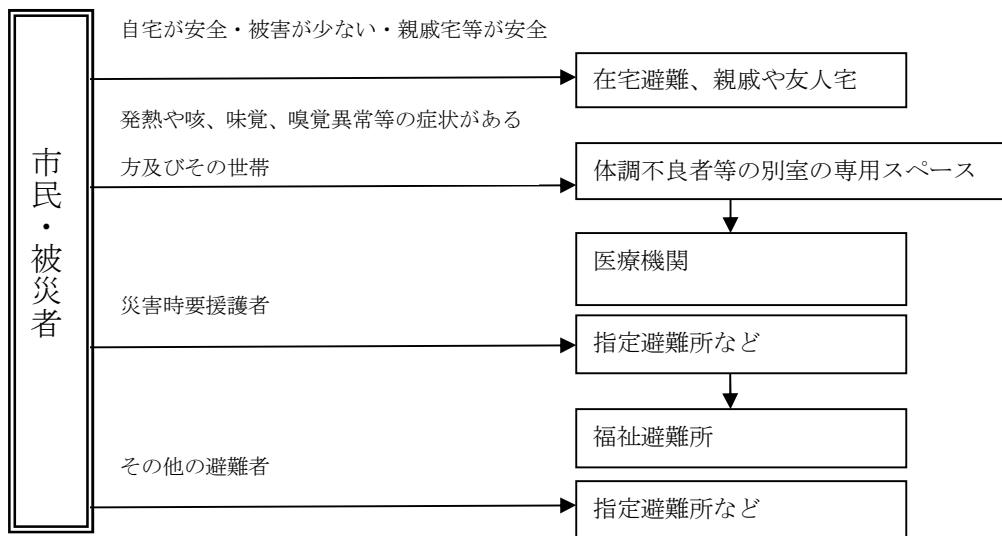 市民・被災者
自宅が安全・被害が少ない・親戚宅等が安全
在宅避難、親戚や友人宅
発熱や咳、味覚、嗅覚異常等の症状がある
方及びその世帯
体調不良者等の別室の専用スペース
医療機関
災害時要援護者
指定避難所など
福祉避難所
その他の避難者
指定避難所など